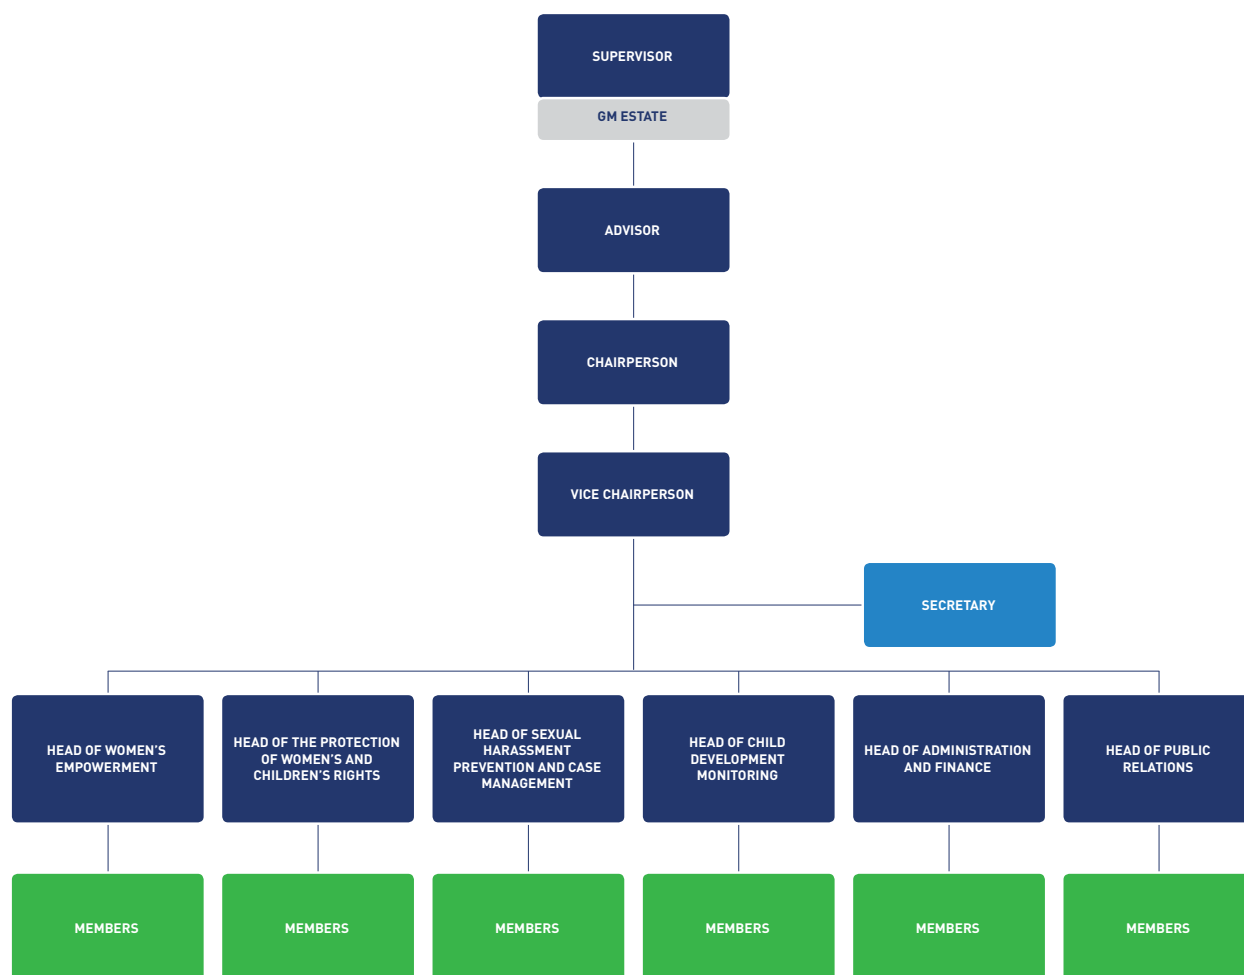 SUPERVISOR
GM ESTATE
ADVISOR
CHAIRPERSON
VICE CHAIRPERSON
SECRETARY
HEAD OF WOMEN'S
EMPOWERMENT
HEAD OF THE PROTECTION
OF WOMEN'S AND
CHILDREN'S RIGHTS
HEAD OF SEXUAL
HARASSMENT
PREVENTION AND CASE
MANAGEMENT
HEAD OF CHILD
DEVELOPMENT
MONITORING
HEAD OF ADMINISTRATION
AND FINANCE
HEAD OF PUBLIC
RELATIONS
MEMBERS
MEMBERS
MEMBERS
MEMBERS
MEMBERS
MEMBERS